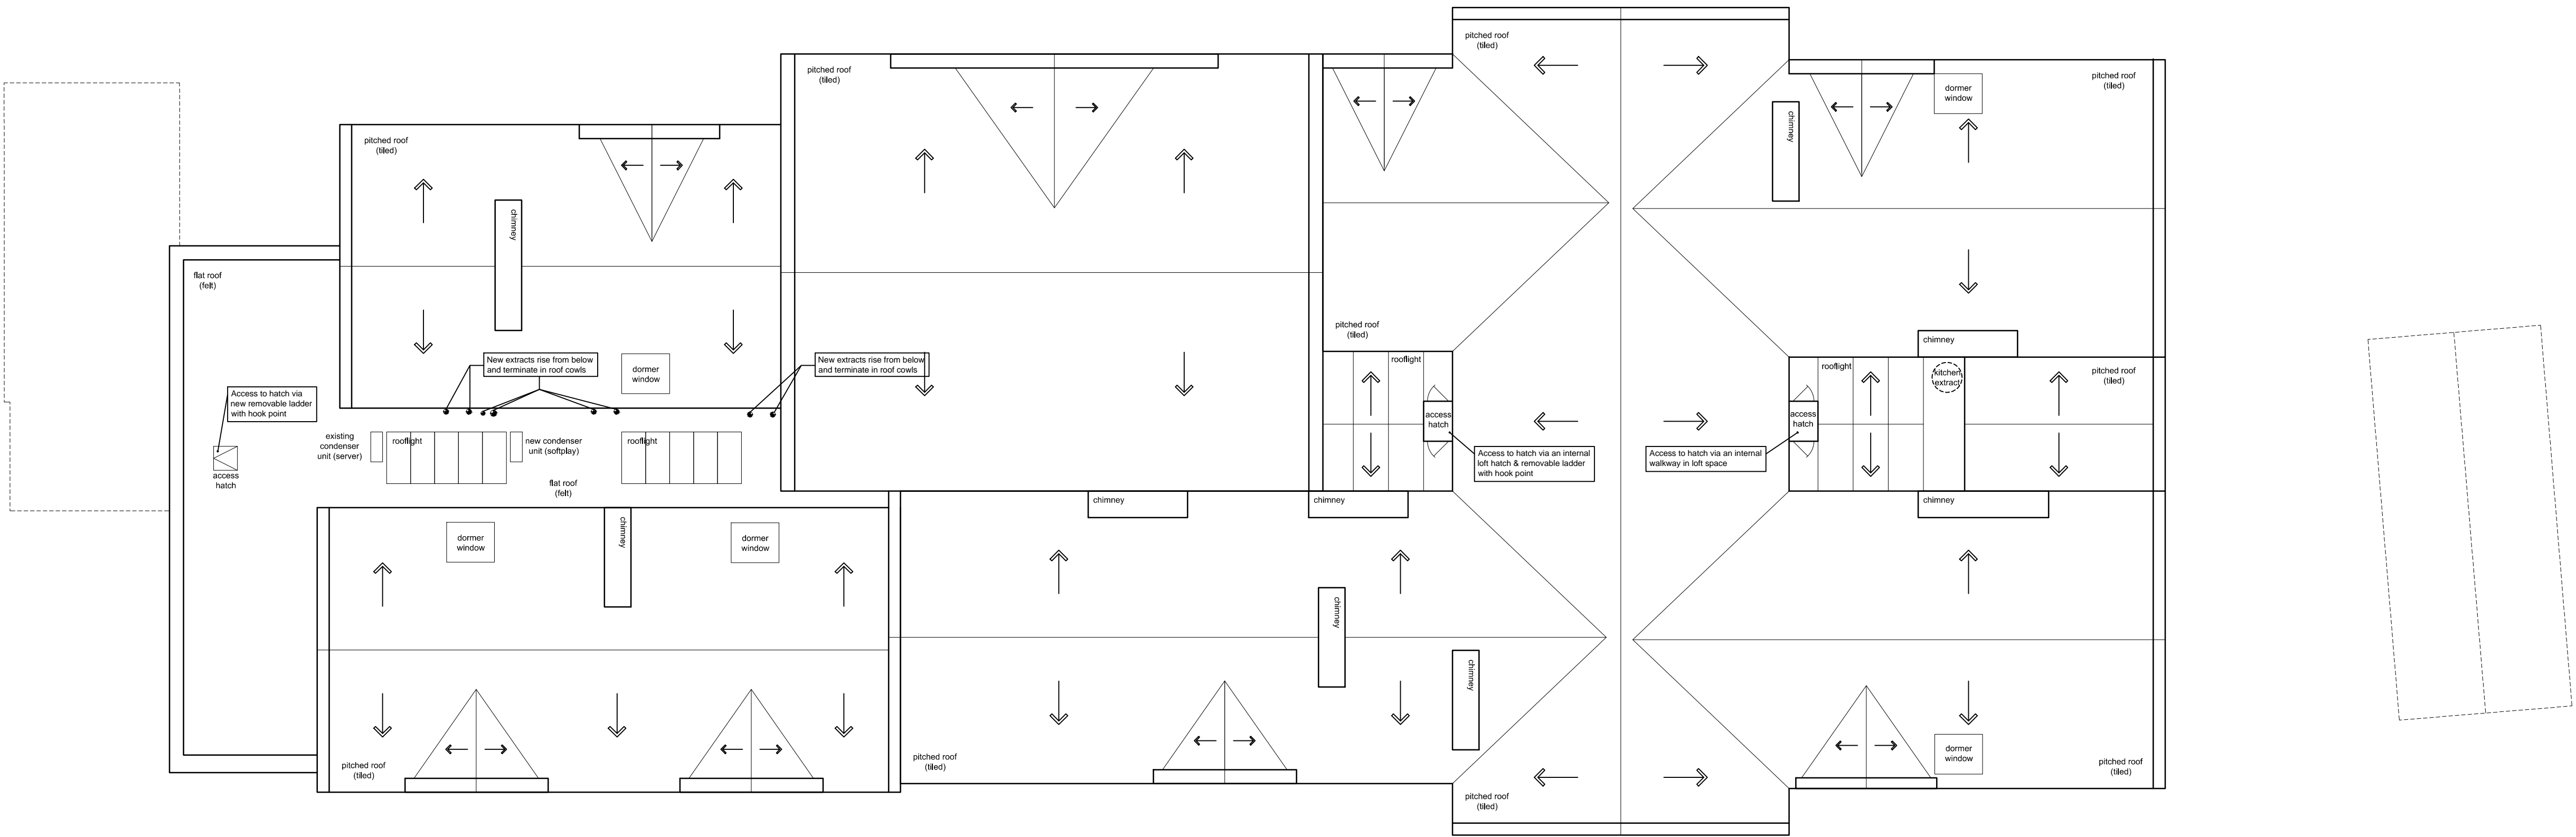 pitched roof
(tiled)
pitched roof
(tiled)
pitched roof
(tiled)
dormer
window
chimney
pitched roof
(tiled)
chimney
flat roof
(felt)
pitched roof
(tiled)
chimney
New extracts rise from below
and terminate in roof cowls
dormer
window
New extracts rise from below
and terminate in roof cowls
rooflight
rooflight
kitchen
extract
pitched roof
(tiled)
Access to hatch via
new removable ladder
with hook point
access
hatch
existing
condenser
unit (server)
rooflight
new condenser
unit (softplay)
rooflight
flat roof
(felt)
access
hatch
Access to hatch via an internal
loft hatch & removable ladder
with hook point
access
hatch
Access to hatch via an internal
walkway in loft space
chimney
chimney
chimney
dormer
window
chimney
dormer
window
chimney
chimney
pitched roof
(tiled)
pitched roof
(tiled)
pitched roof
(tiled)
dormer
window
pitched roof
(tiled)